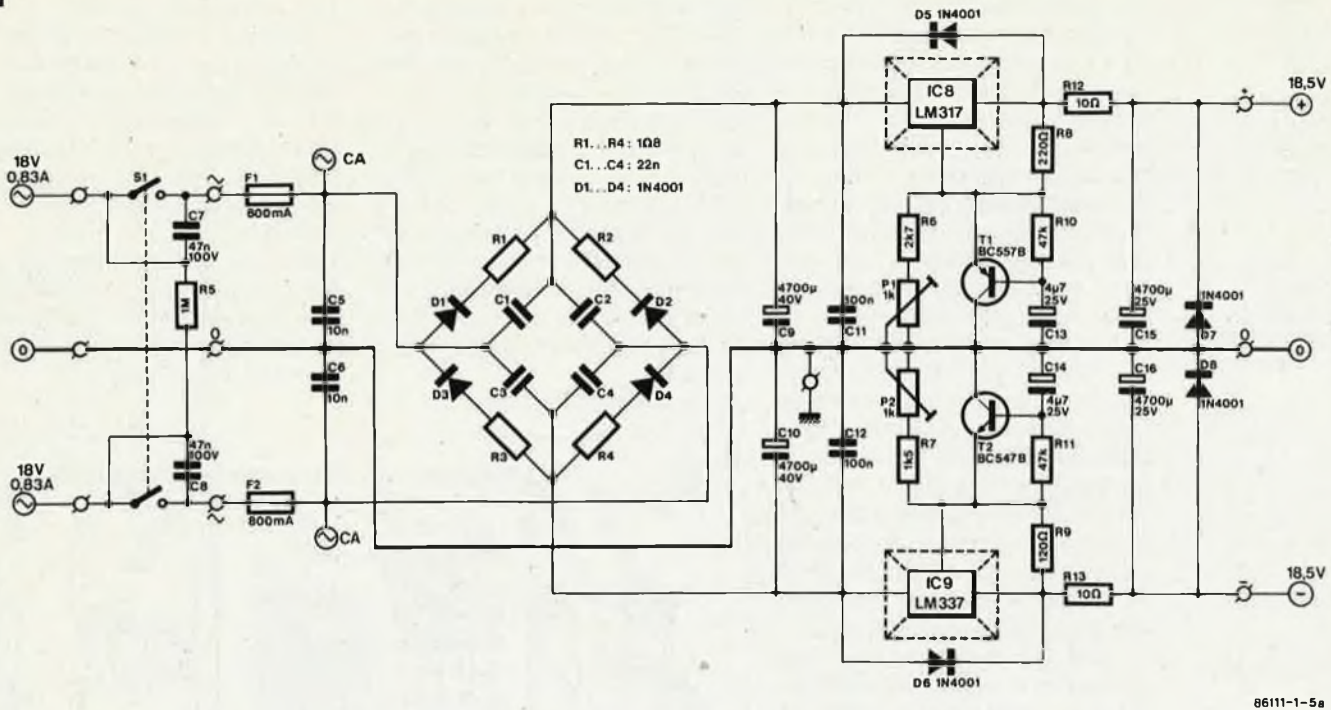 D5 1N4001
IC8
LM317
R12
10Ω
18,5V
+
R8
220Ω
R1...R4 : 1Ω8
C1...C4 : 22n
D1...D4 : 1N4001
CA
18V
0,83A
S1
F1
800mA
C7
47n
100V
R5
1M
C5
10n
0
0
C6
10n
47n
100V
C8
18V
0,83A
F2
800mA
CA
R1
R2
D1
C1
C2
D2
D3
C3
C4
D4
R3
R4
4700µ
40V
C9
100n
C11
R6
2k7
P1
1k
T1
BC557B
R10
47k
4µ7
25V
C13
4700µ
25V
C15
1N4001
D7
0
0
C10
4700µ
40V
C12
100n
P2
1k
R7
1k5
T2
BC547B
C14
4µ7
25V
R11
47k
C16
4700µ
25V
D8
1N4001
R9
120Ω
IC9
LM337
R13
10Ω
18,5V
D6 1N4001
86111-1-5a